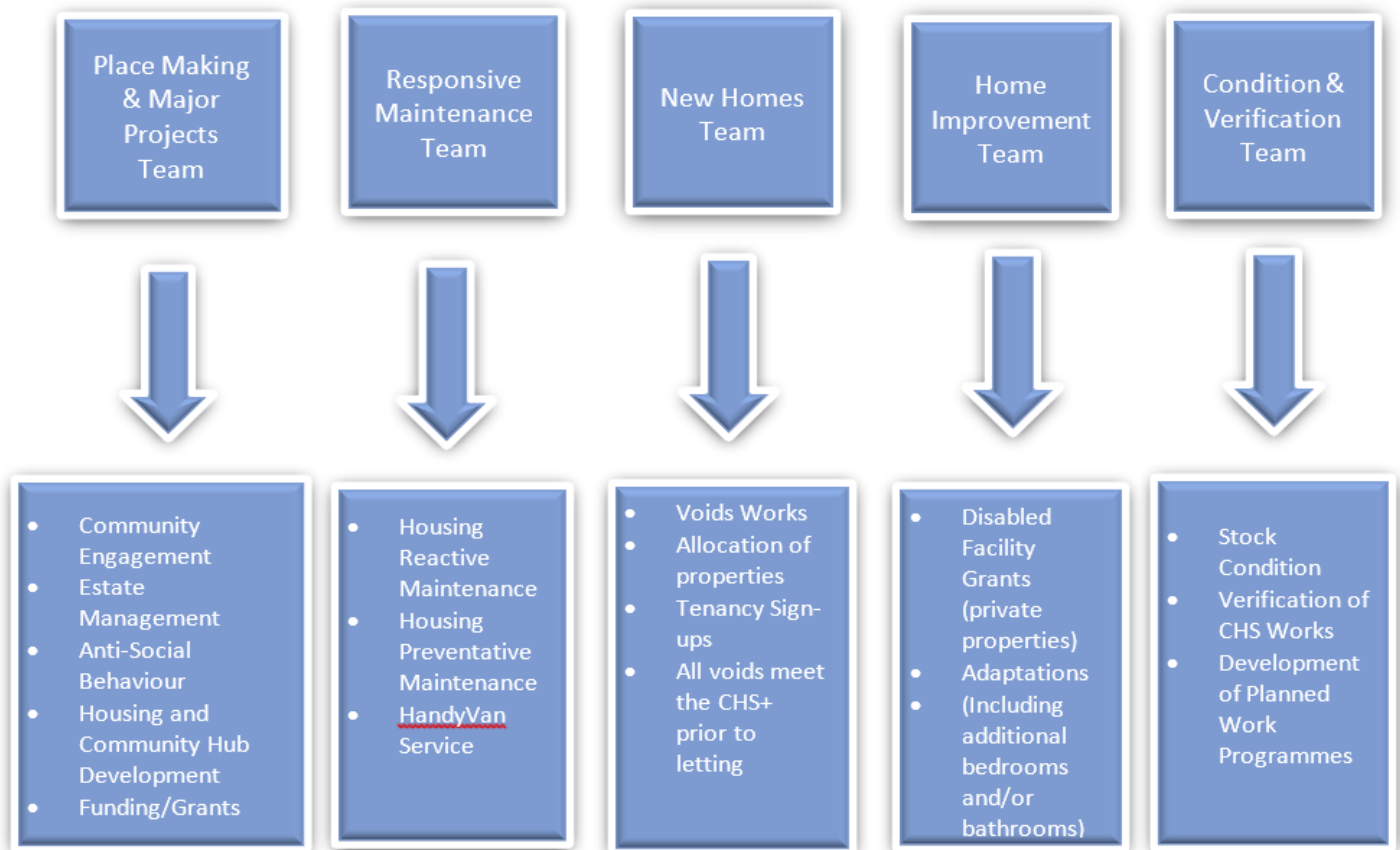 Place Making
& Major
Projects
Team
Responsive
Maintenance
Team
New Homes
Team
Home
Improvement
Team
Condition &
Verification
Team
• Community
Engagement
• Estate
Management
• Anti-Social
Behaviour
• Housing and
Community Hub
Development
• Funding/Grants
• Housing
Reactive
Maintenance
• Housing
Preventative
Maintenance
• HandyVan
Service
• Voids Works
• Allocation of
properties
• Tenancy Sign-
ups
• All voids meet
the CHS+
prior to
letting
• Disabled
Facility
Grants
(private
properties)
• Adaptations
• (Including
additional
bedrooms
and/or
bathrooms)
• Stock
Condition
• Verification of
CHS Works
• Development
of Planned
Work
Programmes